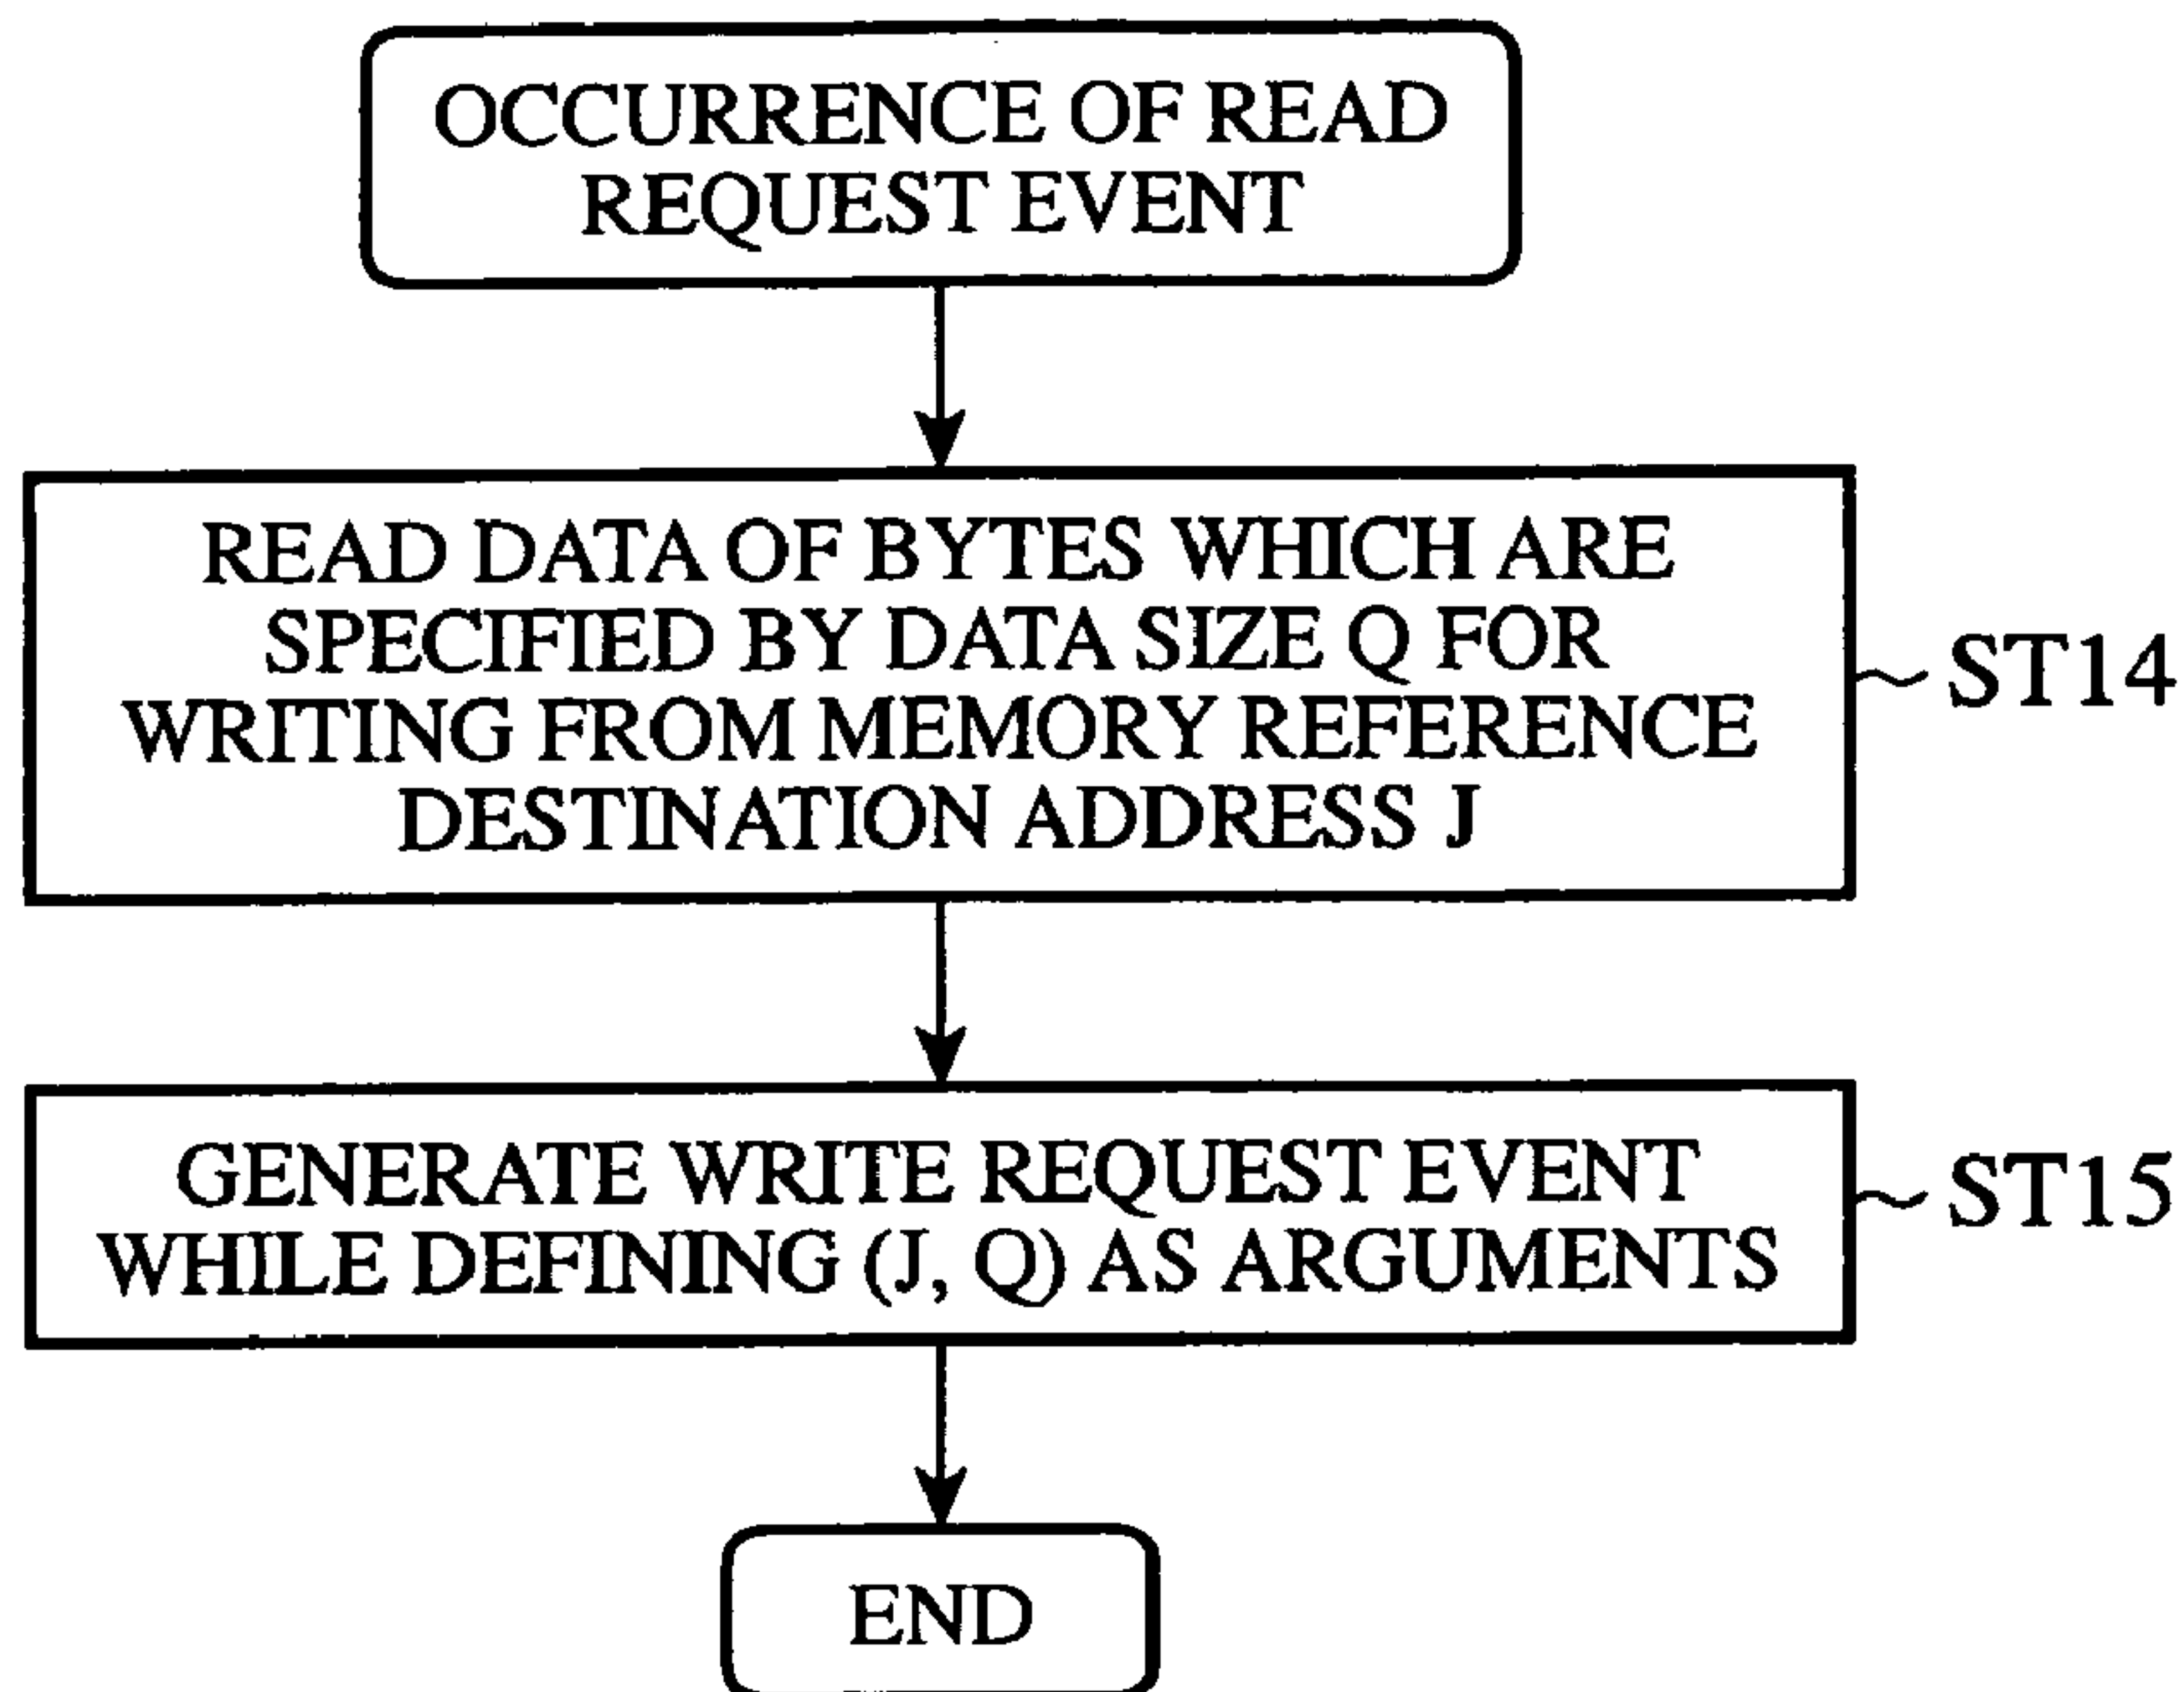 OCCURRENCE OF READ
REQUEST EVENT
READ DATA OF BYTES WHICH ARE
SPECIFIED BY DATA SIZE Q FOR
WRITING FROM MEMORY REFERENCE
DESTINATION ADDRESS J
ST14
GENERATE WRITE REQUEST EVENT
WHILE DEFINING (J, Q) AS ARGUMENTS
ST15
END